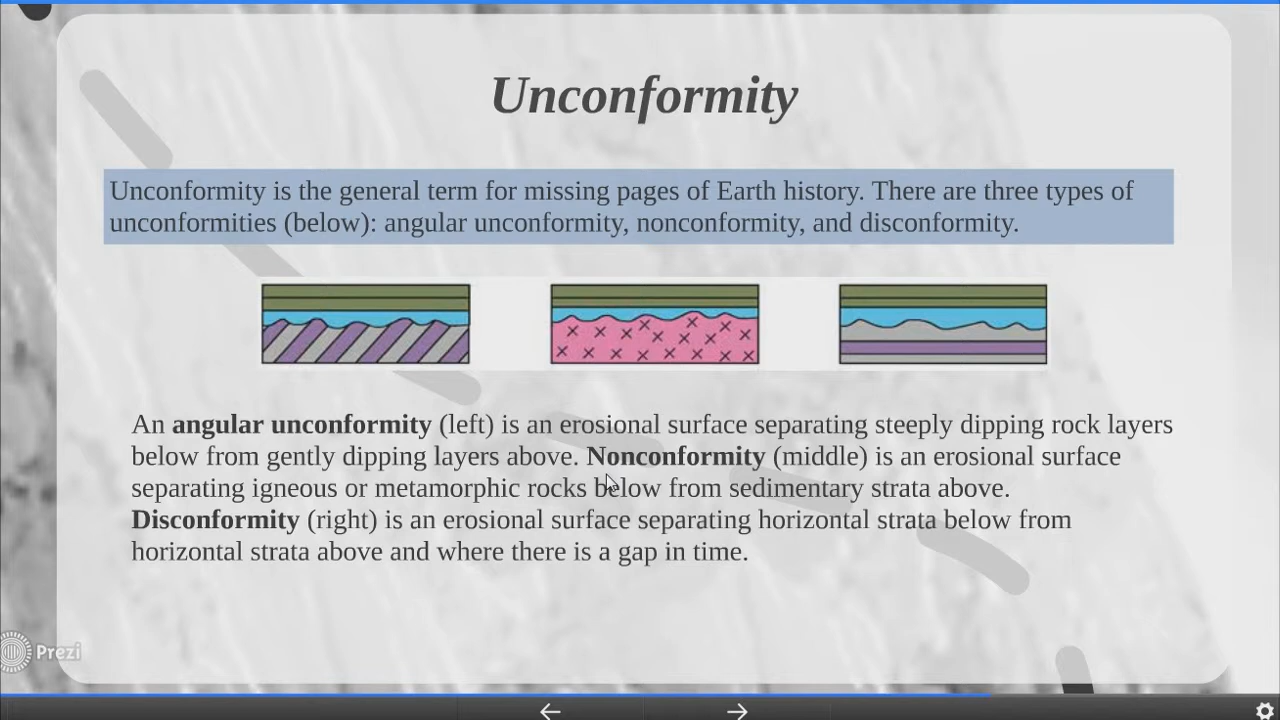 Unconformity
Unconformity is the general term for missing pages of Earth history. There are three types of
unconformities (below): angular unconformity, nonconformity, and disconformity.
An angular unconformity (left) is an erosional surface separating steeply dipping rock layers
below from gently dipping layers above. Nonconformity (middle) is an erosional surface
separating igneous or metamorphic rocks below from sedimentary strata above.
Disconformity (right) is an erosional surface separating horizontal strata below from
horizontal strata above and where there is a gap in time.
Prezi